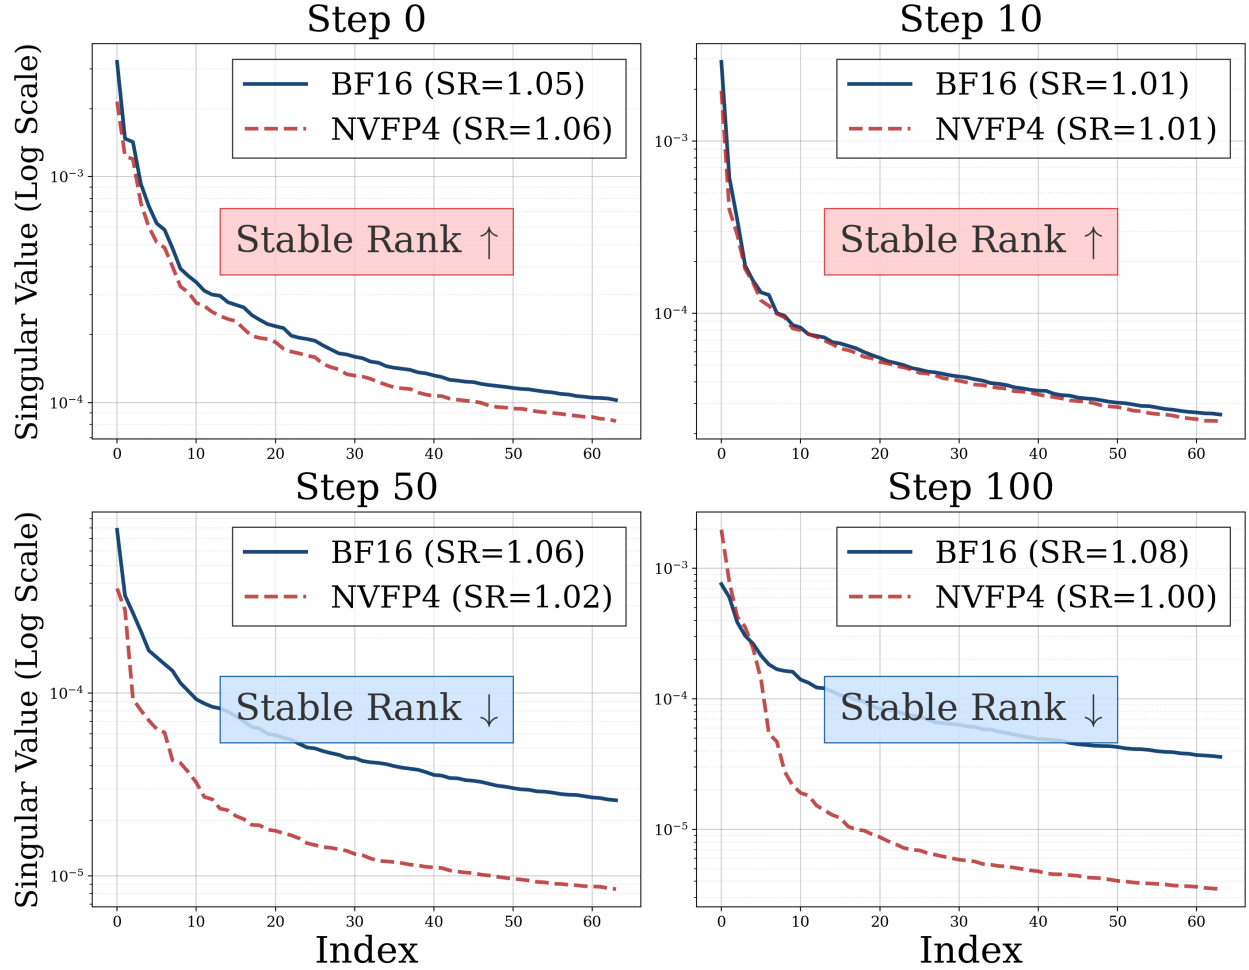 Step 0
Singular Value (Log Scale)
10⁻³
10⁻⁴
BF16 (SR=1.05)
NVFP4 (SR=1.06)
Stable Rank ↑
0 10 20 30 40 50 60
Step 10
10⁻³
10⁻⁴
BF16 (SR=1.01)
NVFP4 (SR=1.01)
Stable Rank ↑
0 10 20 30 40 50 60
Step 50
Singular Value (Log Scale)
10⁻⁴
10⁻⁵
BF16 (SR=1.06)
NVFP4 (SR=1.02)
Stable Rank ↓
0 10 20 30 40 50 60
Index
Step 100
10⁻³
10⁻⁴
10⁻⁵
BF16 (SR=1.08)
NVFP4 (SR=1.00)
Stable Rank ↓
0 10 20 30 40 50 60
Index